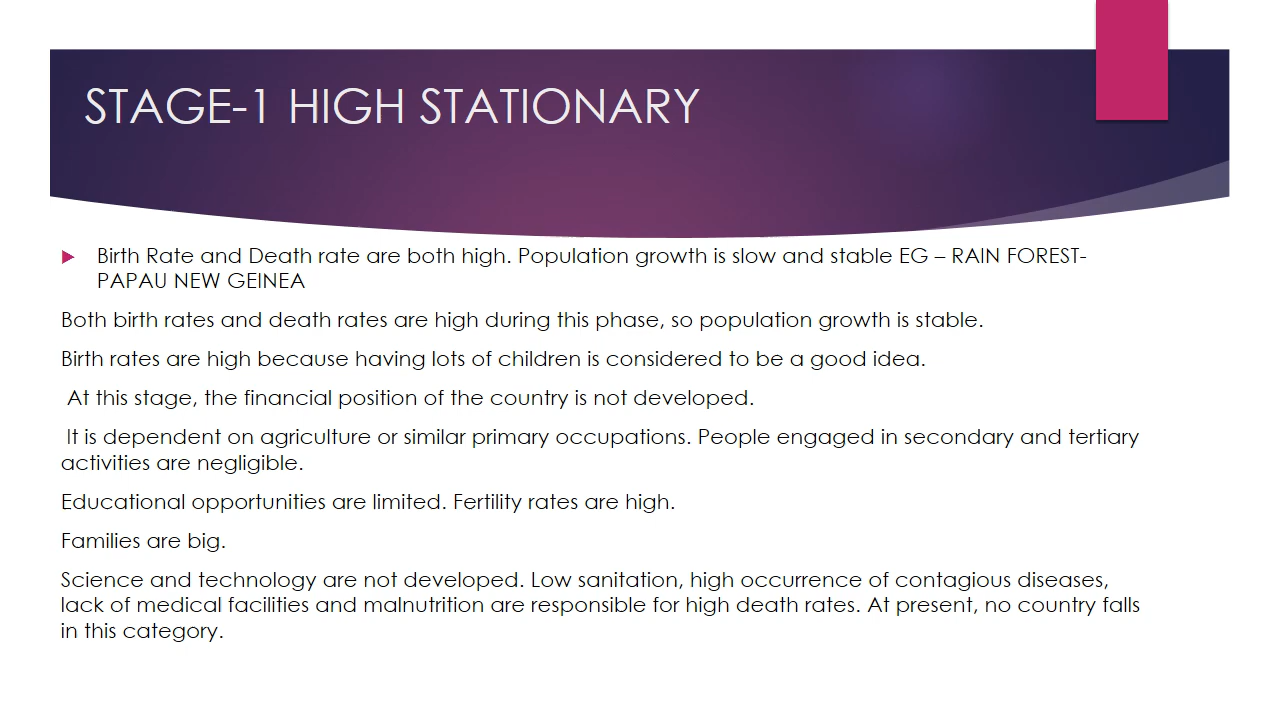 STAGE-1 HIGH STATIONARY
Birth Rate and Death rate are both high. Population growth is slow and stable EG – RAIN FOREST-
PAPAU NEW GEINEA
Both birth rates and death rates are high during this phase, so population growth is stable.
Birth rates are high because having lots of children is considered to be a good idea.
At this stage, the financial position of the country is not developed.
It is dependent on agriculture or similar primary occupations. People engaged in secondary and tertiary
activities are negligible.
Educational opportunities are limited. Fertility rates are high.
Families are big.
Science and technology are not developed. Low sanitation, high occurrence of contagious diseases,
lack of medical facilities and malnutrition are responsible for high death rates. At present, no country falls
in this category.